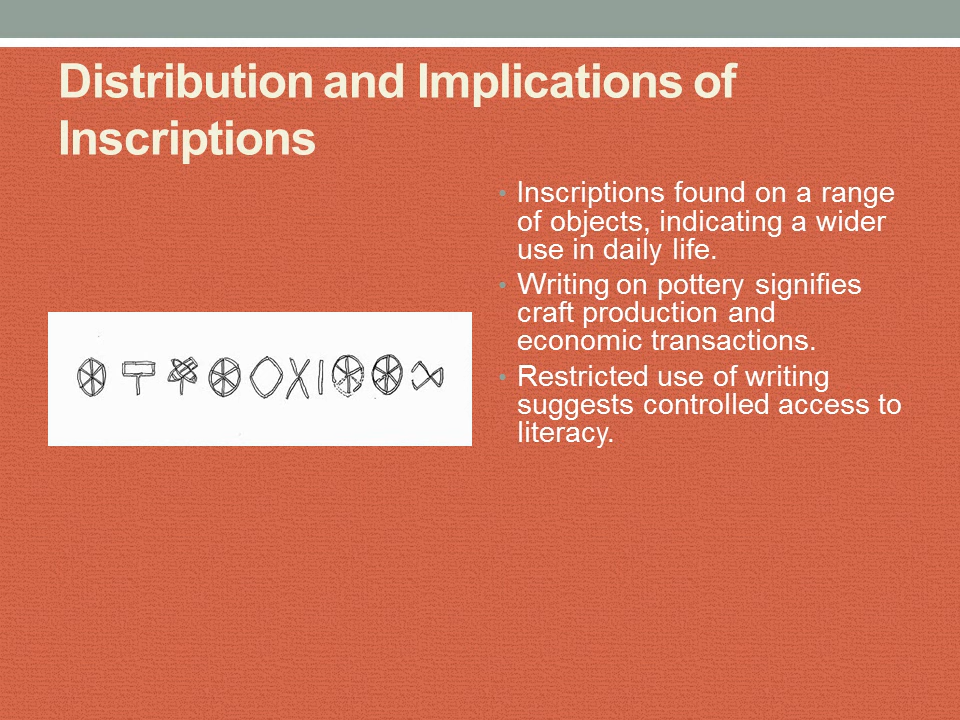 Distribution and Implications of
Inscriptions
• Inscriptions found on a range
of objects, indicating a wider
use in daily life.
• Writing on pottery signifies
craft production and
economic transactions.
• Restricted use of writing
suggests controlled access to
literacy.